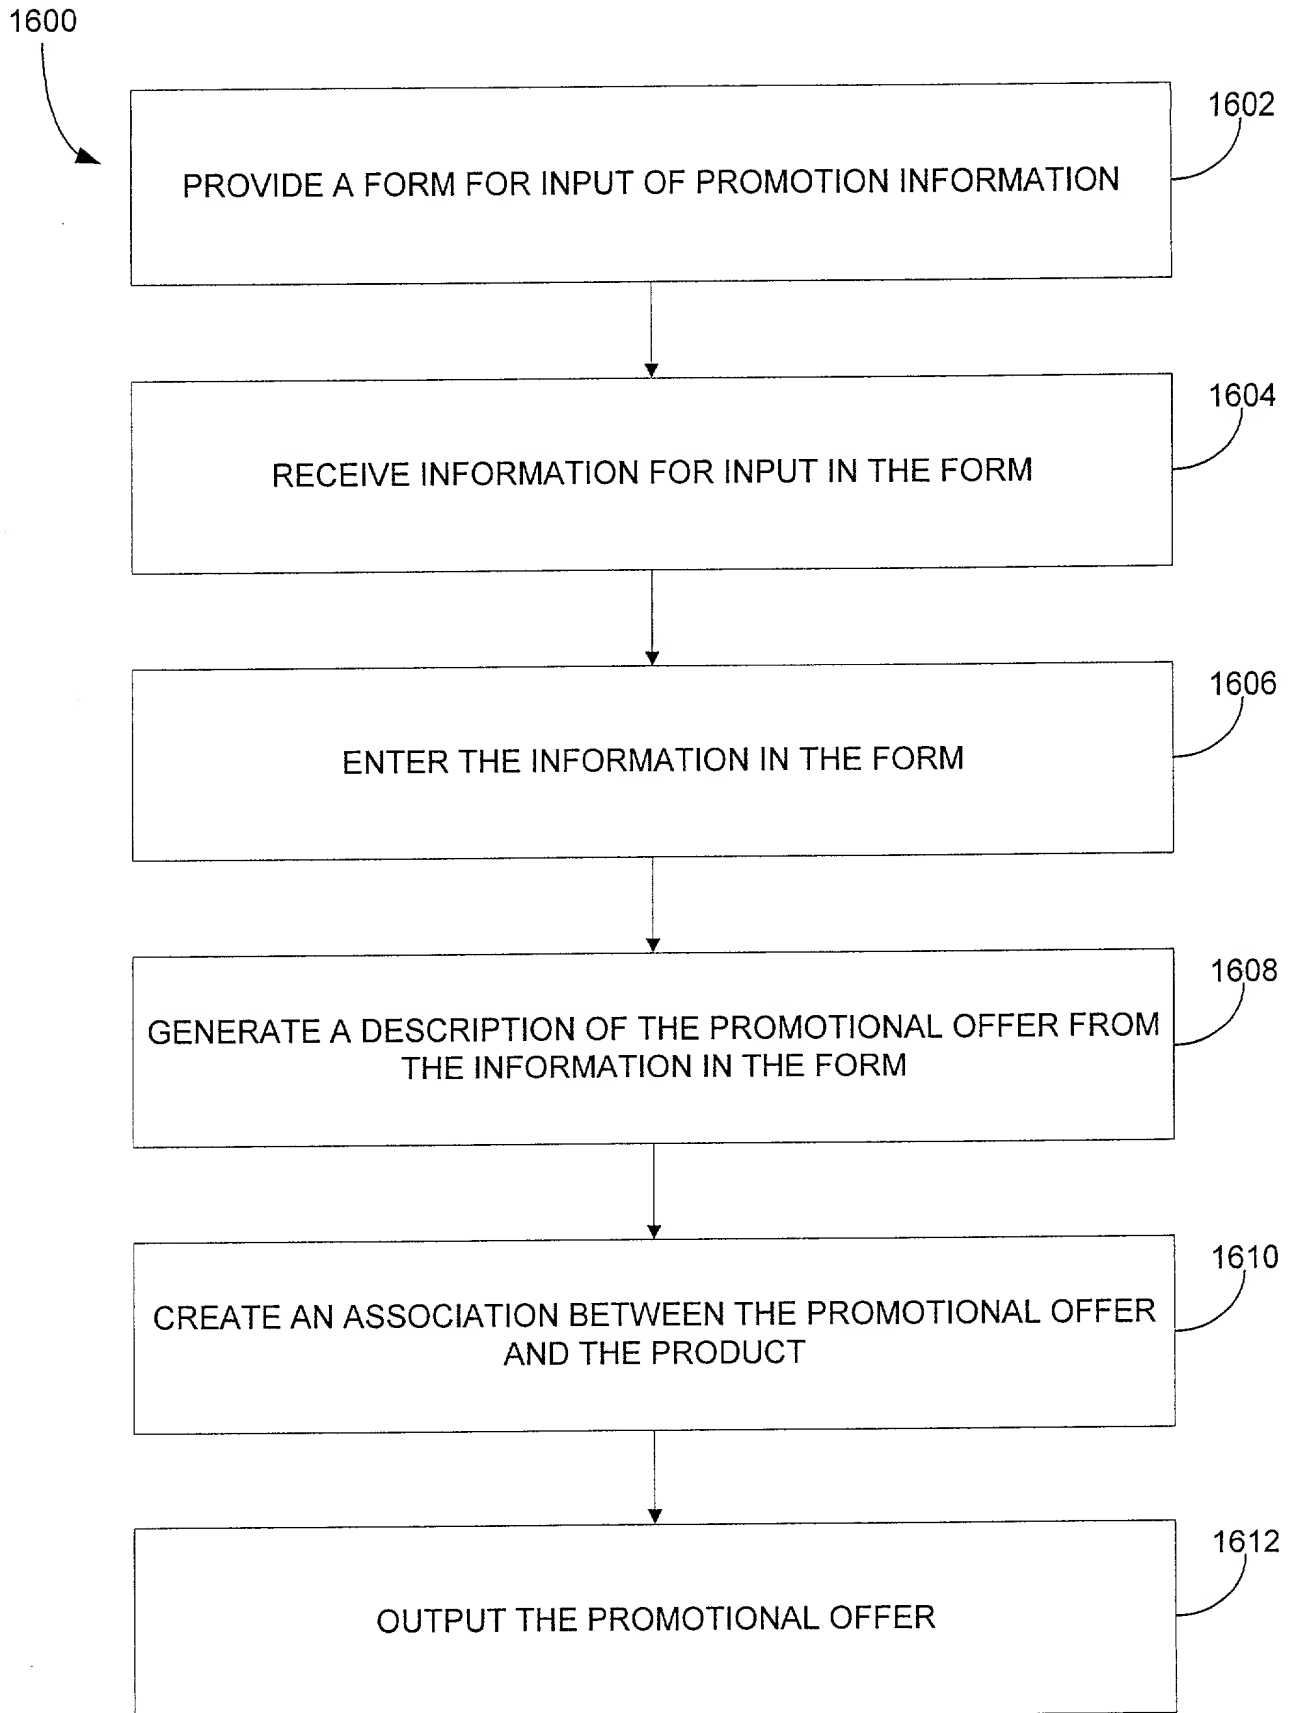 1600
1602
PROVIDE A FORM FOR INPUT OF PROMOTION INFORMATION
1604
RECEIVE INFORMATION FOR INPUT IN THE FORM
1606
ENTER THE INFORMATION IN THE FORM
1608
GENERATE A DESCRIPTION OF THE PROMOTIONAL OFFER FROM
THE INFORMATION IN THE FORM
1610
CREATE AN ASSOCIATION BETWEEN THE PROMOTIONAL OFFER
AND THE PRODUCT
1612
OUTPUT THE PROMOTIONAL OFFER